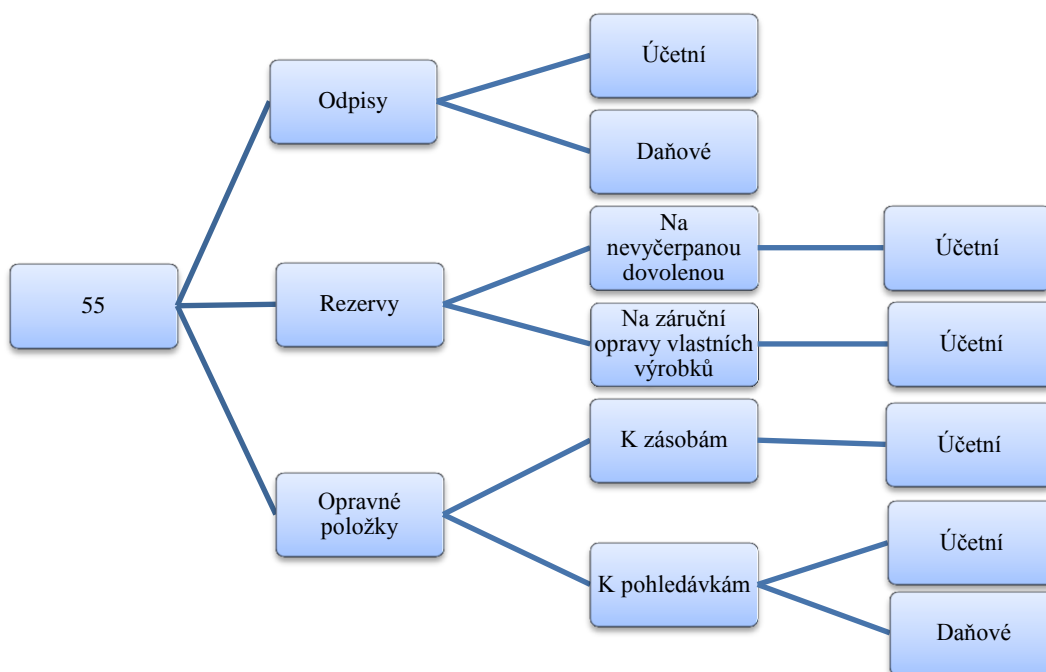 55
Odpisy
Účetní
Daňové
Rezervy
Na
nevyčerpanou
dovolenou
Účetní
Na záruční
opravy vlastních
výrobků
Účetní
Opravné
položky
K zásobám
Účetní
K pohledávkám
Účetní
Daňové